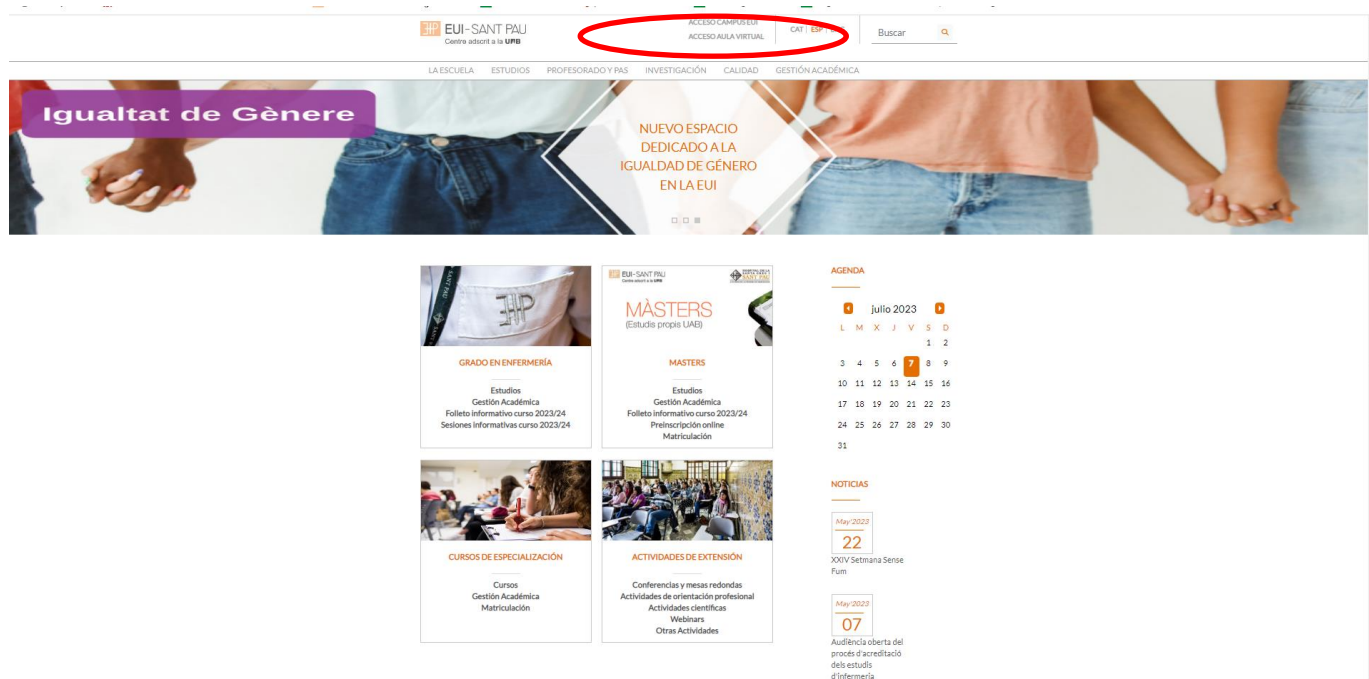 EUI-SANT PAU
Centre adscrit a la UAB
ACCESO CAMPUS EUI
ACCESO AULA VIRTUAL
CAT | ESP |
Buscar
LA ESCUELA ESTUDIOS PROFESORADO Y PAS INVESTIGACIÓN CALIDAD GESTIÓN ACADÉMICA
Igualtat de Gènere
NUEVO ESPACIO
DEDICADO A LA
IGUALDAD DE GÉNERO
EN LA EUI
SANT PAU
GRADO EN ENFERMERÍA
Estudios
Gestión Académica
Folleto informativo curso 2023/24
Sesiones informativas curso 2023/24
EUI-SANT PAU
Centre adscrit a la UAB
SANT PAU
MÀSTERS
(Estudis propis UAB)
MASTERS
Estudios
Gestión Académica
Folleto informativo curso 2023/24
Preinscripción online
Matriculación
CURSOS DE ESPECIALIZACIÓN
Cursos
Gestión Académica
Matriculación
ACTIVIDADES DE EXTENSIÓN
Conferencias y mesas redondas
Actividades de orientación profesional
Actividades científicas
Webinars
Otras Actividades
AGENDA
julio 2023
L M X J V S D
1 2
3 4 5 6 7 8 9
10 11 12 13 14 15 16
17 18 19 20 21 22 23
24 25 26 27 28 29 30
31
NOTICIAS
May'2023
22
XXIV Setmana Sense
Fum
May'2023
07
Audiència oberta del
procés d'acreditació
dels estudis
d'infermeria